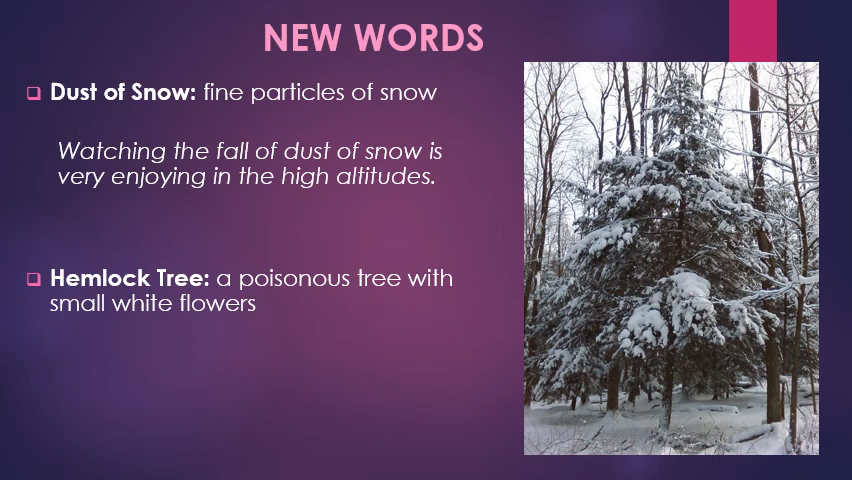 NEW WORDS
Dust of Snow: fine particles of snow
Watching the fall of dust of snow is
very enjoying in the high altitudes.
Hemlock Tree: a poisonous tree with
small white flowers